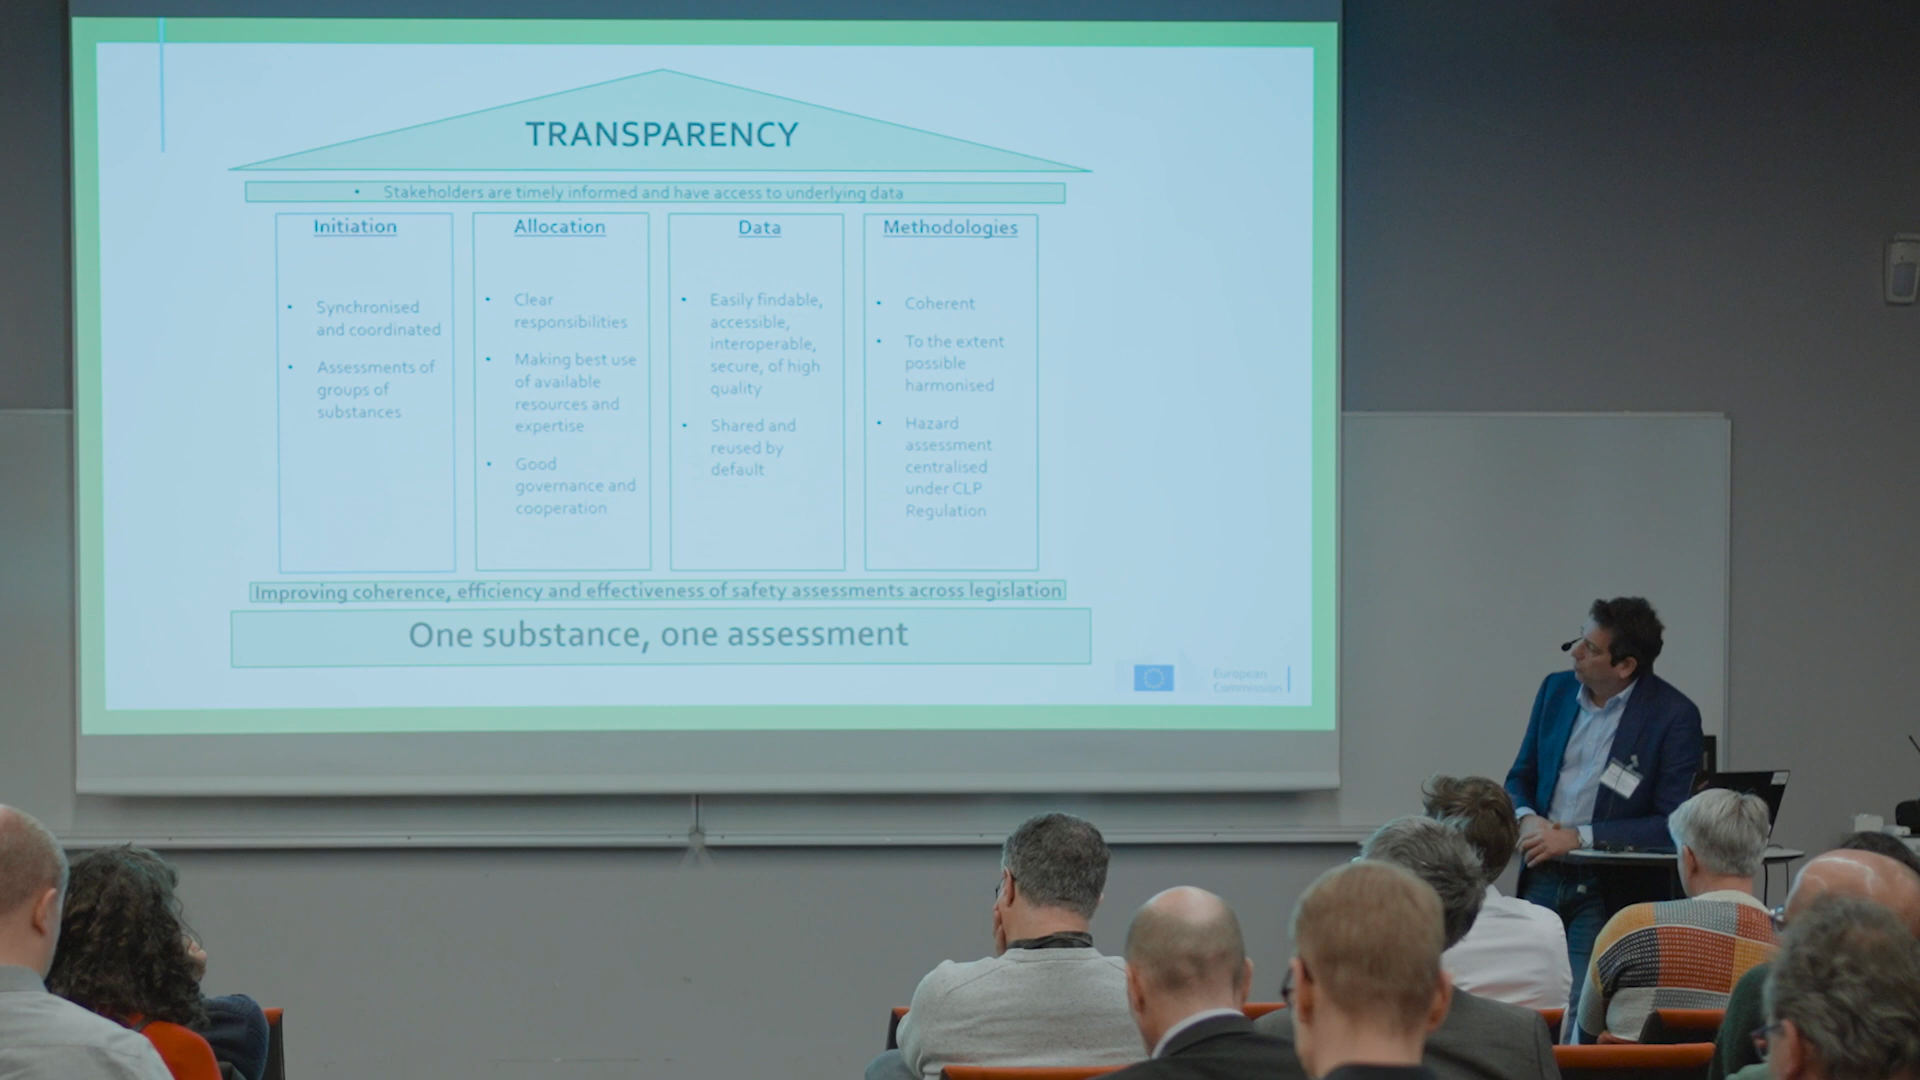 TRANSPARENCY
• Stakeholders are timely informed and have access to underlying data
Initiation
• Synchronised
and coordinated
• Assessments of
groups of
substances
Allocation
• Clear
responsibilities
• Making best use
of available
resources and
expertise
• Good
governance and
cooperation
Data
• Easily findable,
accessible,
interoperable,
secure, of high
quality
• Shared and
reused by
default
Methodologies
• Coherent
• To the extent
possible
harmonised
• Hazard
assessment
centralised
under CLP
Regulation
Improving coherence, efficiency and effectiveness of safety assessments across legislation
One substance, one assessment
European
Commission